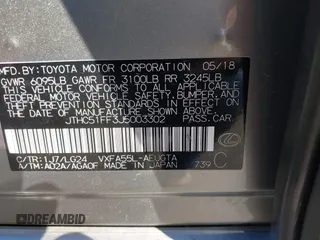 MFD. BY: TOYOTA MOTOR CORPORATION 05/18
GVWR 6095LB GAWR FR 3100LB RR 3245LB
THIS VEHICLE CONFORMS TO ALL APPLICABLE
FEDERAL MOTOR VEHICLE SAFETY, BUMPER,
AND THEFT PREVENTION STANDARDS IN EFFECT
ON THE DATE OF MANUFACTURE SHOWN ABOVE.
JTHC51FF3J5003302 PASS.CAR
C/TR:1J7/LG24 VXFA55L-AEUGTA
A/TM:A02A/AGA0F MADE IN JAPAN 739 C
DREAMBID